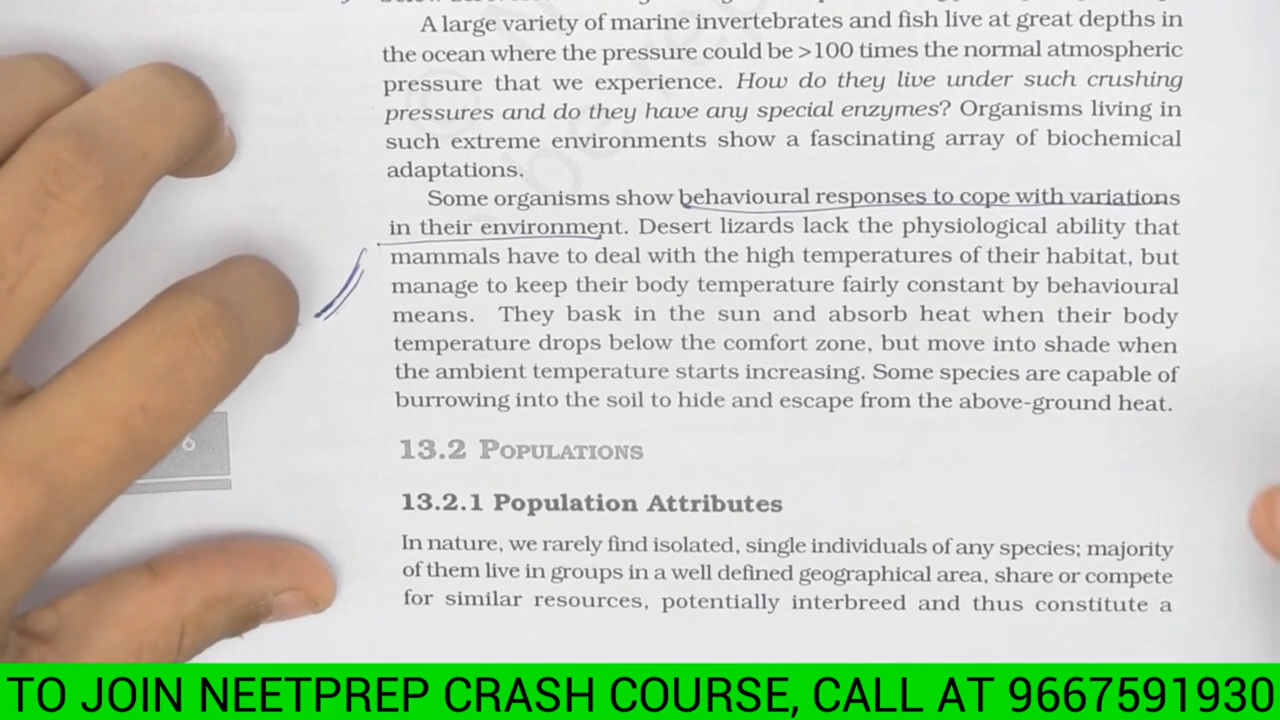 A large variety of marine invertebrates and fish live at great depths in
the ocean where the pressure could be >100 times the normal atmospheric
pressure that we experience. How do they live under such crushing
pressures and do they have any special enzymes? Organisms living in
such extreme environments show a fascinating array of biochemical
adaptations.
Some organisms show behavioural responses to cope with variations
in their environment. Desert lizards lack the physiological ability that
mammals have to deal with the high temperatures of their habitat, but
manage to keep their body temperature fairly constant by behavioural
means. They bask in the sun and absorb heat when their body
temperature drops below the comfort zone, but move into shade when
the ambient temperature starts increasing. Some species are capable of
burrowing into the soil to hide and escape from the above-ground heat.
6
13.2 POPULATIONS
13.2.1 Population Attributes
In nature, we rarely find isolated, single individuals of any species; majority
of them live in groups in a well defined geographical area, share or compete
for similar resources, potentially interbreed and thus constitute a
TO JOIN NEETPREP CRASH COURSE, CALL AT 9667591930